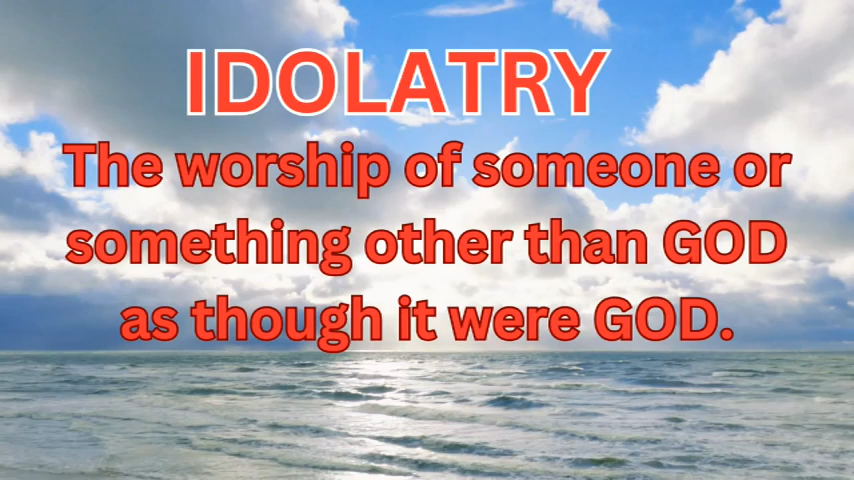 IDOLATRY
The worship of someone or
something other than GOD
as though it were GOD.